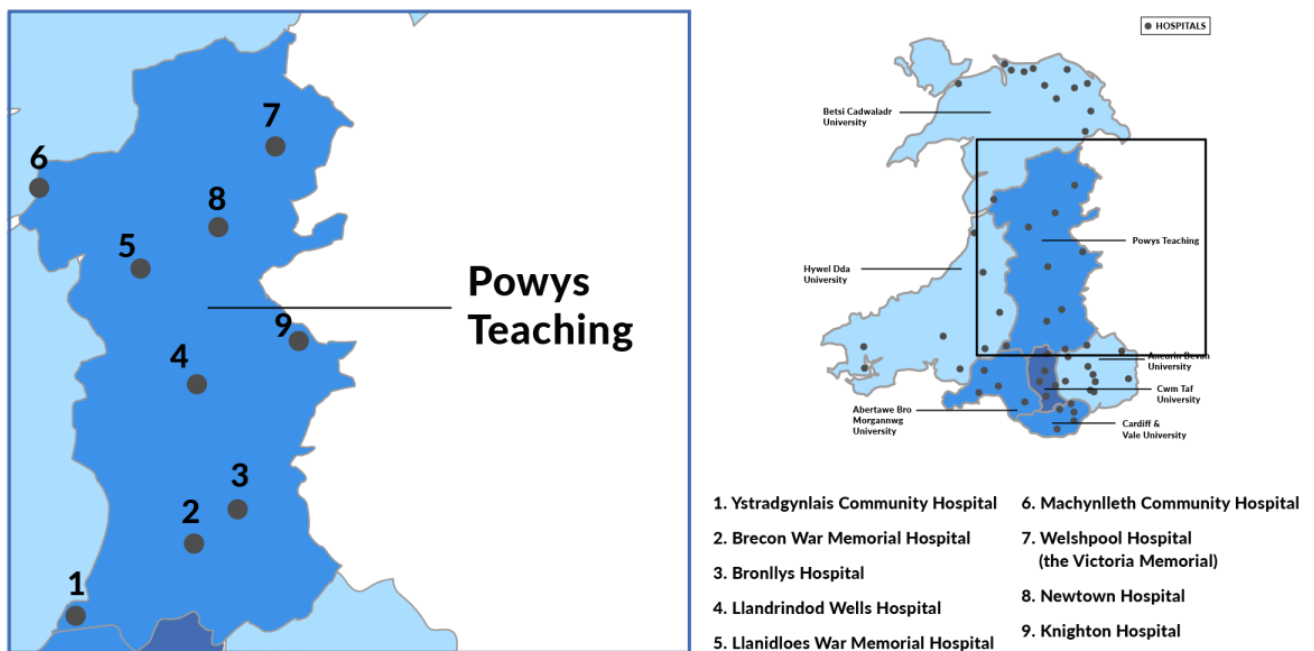 7
6
8
5
Powys
Teaching
9
4
3
2
1
HOSPITALS
Betsi Cadwaladr
University
Powys Teaching
Hywel Dda
University
Aneurin Bevan
University
Cwm Taf
University
Abertawe Bro
Morgannwg
University
Cardiff &
Vale University
1. Ystradgynlais Community Hospital
2. Brecon War Memorial Hospital
3. Bronllys Hospital
4. Llandrindod Wells Hospital
5. Llanidloes War Memorial Hospital
6. Machynlleth Community Hospital
7. Welshpool Hospital
(the Victoria Memorial)
8. Newtown Hospital
9. Knighton Hospital